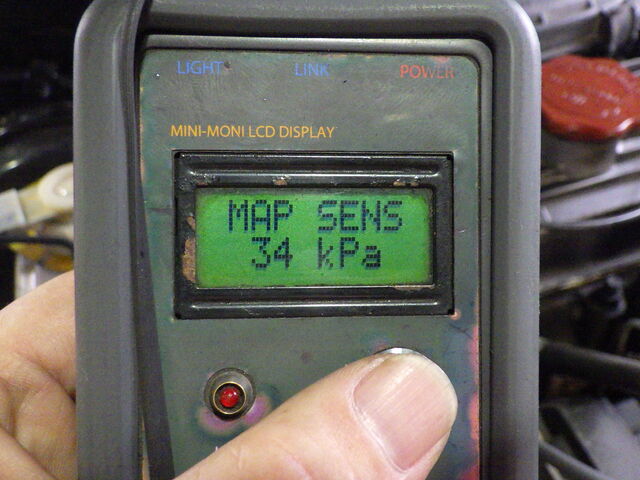 LIGHT LINK POWER
MINI-MONI LCD DISPLAY
MAP SENS
34 kPa